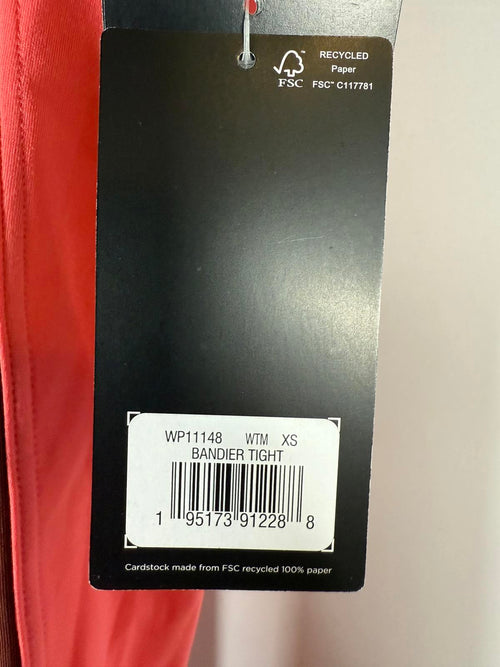 RECYCLED
Paper
FSC
FSC™ C117781
WP11148 WTM XS
BANDIER TIGHT
1 95173 91228 8
Cardstock made from FSC recycled 100% paper